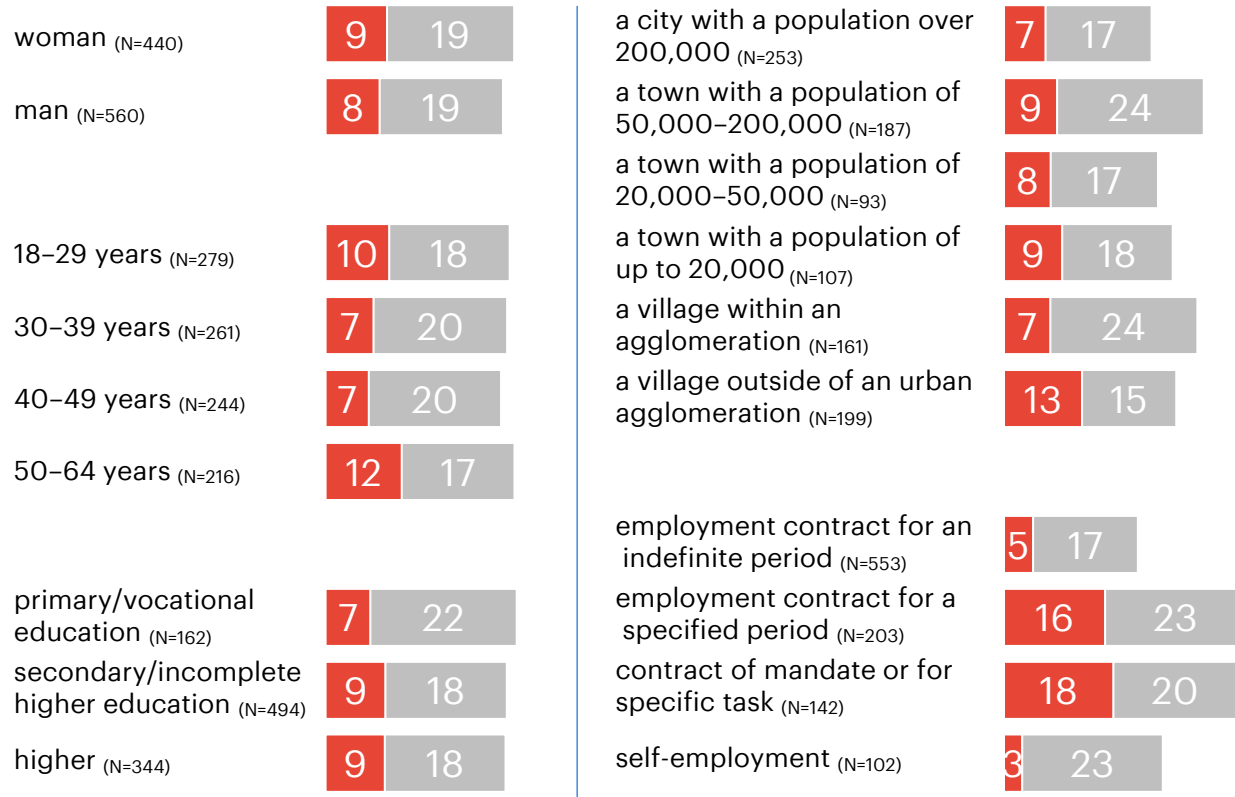 woman (N=440)
9 19
man (N=560)
8 19
18–29 years (N=279)
10 18
30–39 years (N=261)
7 20
40–49 years (N=244)
7 20
50–64 years (N=216)
12 17
primary/vocational
education (N=162)
7 22
secondary/incomplete
higher education (N=494)
9 18
higher (N=344)
9 18
a city with a population over
200,000 (N=253)
7 17
a town with a population of
50,000–200,000 (N=187)
9 24
a town with a population of
20,000–50,000 (N=93)
8 17
a town with a population of
up to 20,000 (N=107)
9 18
a village within an
agglomeration (N=161)
7 24
a village outside of an urban
agglomeration (N=199)
13 15
employment contract for an
indefinite period (N=553)
5 17
employment contract for a
specified period (N=203)
16 23
contract of mandate or for
specific task (N=142)
18 20
self-employment (N=102)
3 23